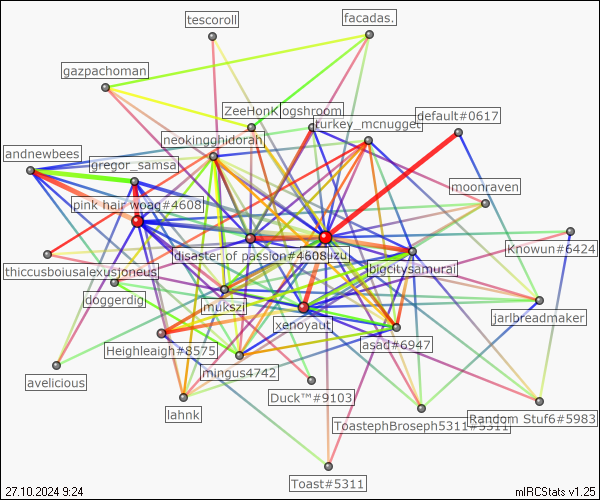 tescoroll
facadas.
gazpachoman
ZeeHonK
ogshroom
turkey_mcnugget
default#0617
neokingghidorah
andnewbees
gregor_samsa
moonraven
pink hair woag#4608
Knowun#6424
disaster of passion#4608
uzu
bigcitysamurai
thiccusboiusalexusjoneus
doggerdig
mukszi
xenoyaut
jarlbreadmaker
Heighleaigh#8575
asad#6947
mingus4742
avelicious
Duck™#9103
lahnk
ToastephBroseph5311#5311
Random Stuf6#5983
Toast#5311
27.10.2024 9:24
mIRCStats v1.25